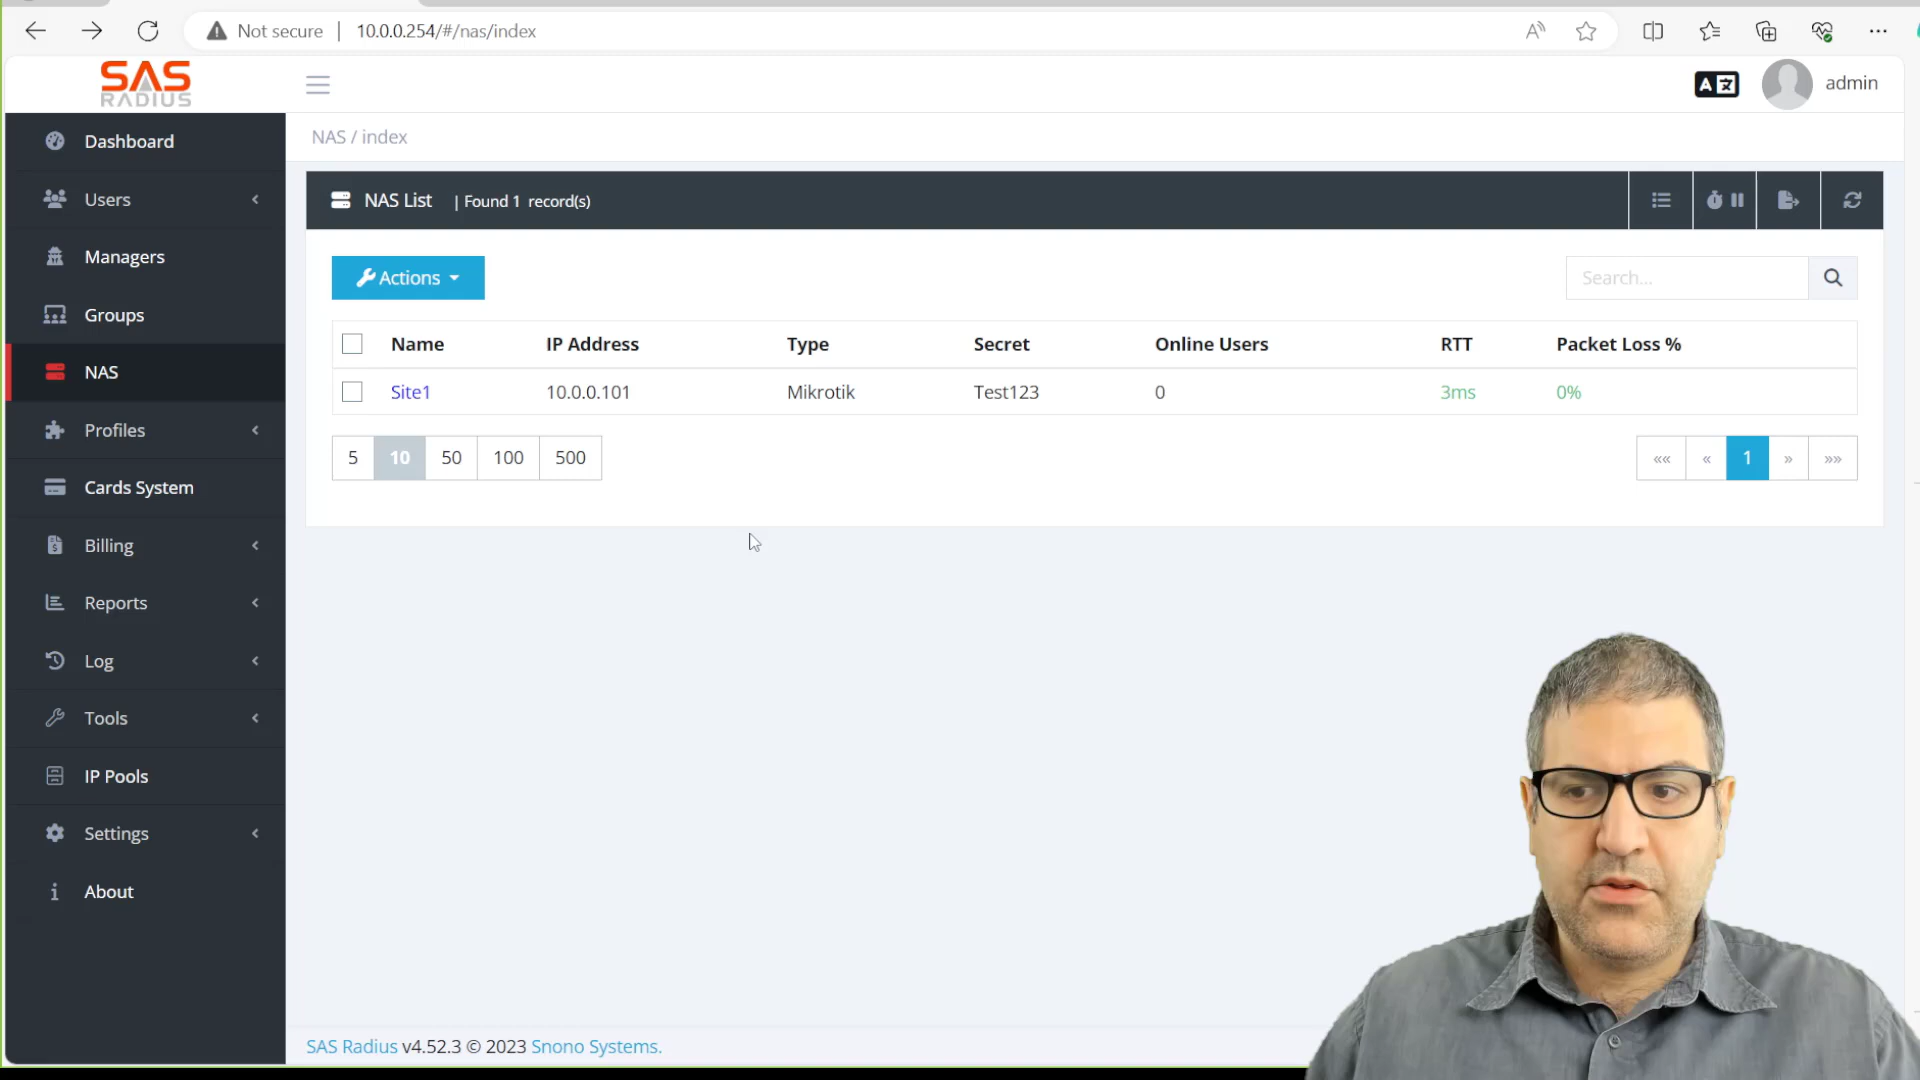 Not secure | 10.0.0.254/#/nas/index
SAS
RADIUS
admin
Dashboard
Users
Managers
Groups
NAS
Profiles
Cards System
Billing
Reports
Log
Tools
IP Pools
Settings
About
NAS / index
NAS List | Found 1 record(s)
Actions
Search...
Name IP Address Type Secret Online Users RTT Packet Loss %
Site1 10.0.0.101 Mikrotik Test123 0 3ms 0%
5 10 50 100 500
«« « 1 » »»
SAS Radius v4.52.3 © 2023 Snono Systems.